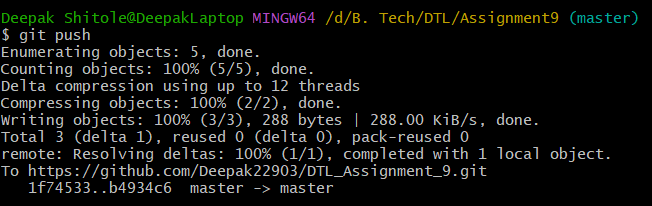 Deepak Shitole@DeepakLaptop MINGW64 /d/B. Tech/DTL/Assignment9 (master)
$ git push
Enumerating objects: 5, done.
Counting objects: 100% (5/5), done.
Delta compression using up to 12 threads
Compressing objects: 100% (2/2), done.
Writing objects: 100% (3/3), 288 bytes | 288.00 KiB/s, done.
Total 3 (delta 1), reused 0 (delta 0), pack-reused 0
remote: Resolving deltas: 100% (1/1), completed with 1 local object.
To https://github.com/Deepak22903/DTL_Assignment_9.git
   1f74533..b4934c6  master -> master